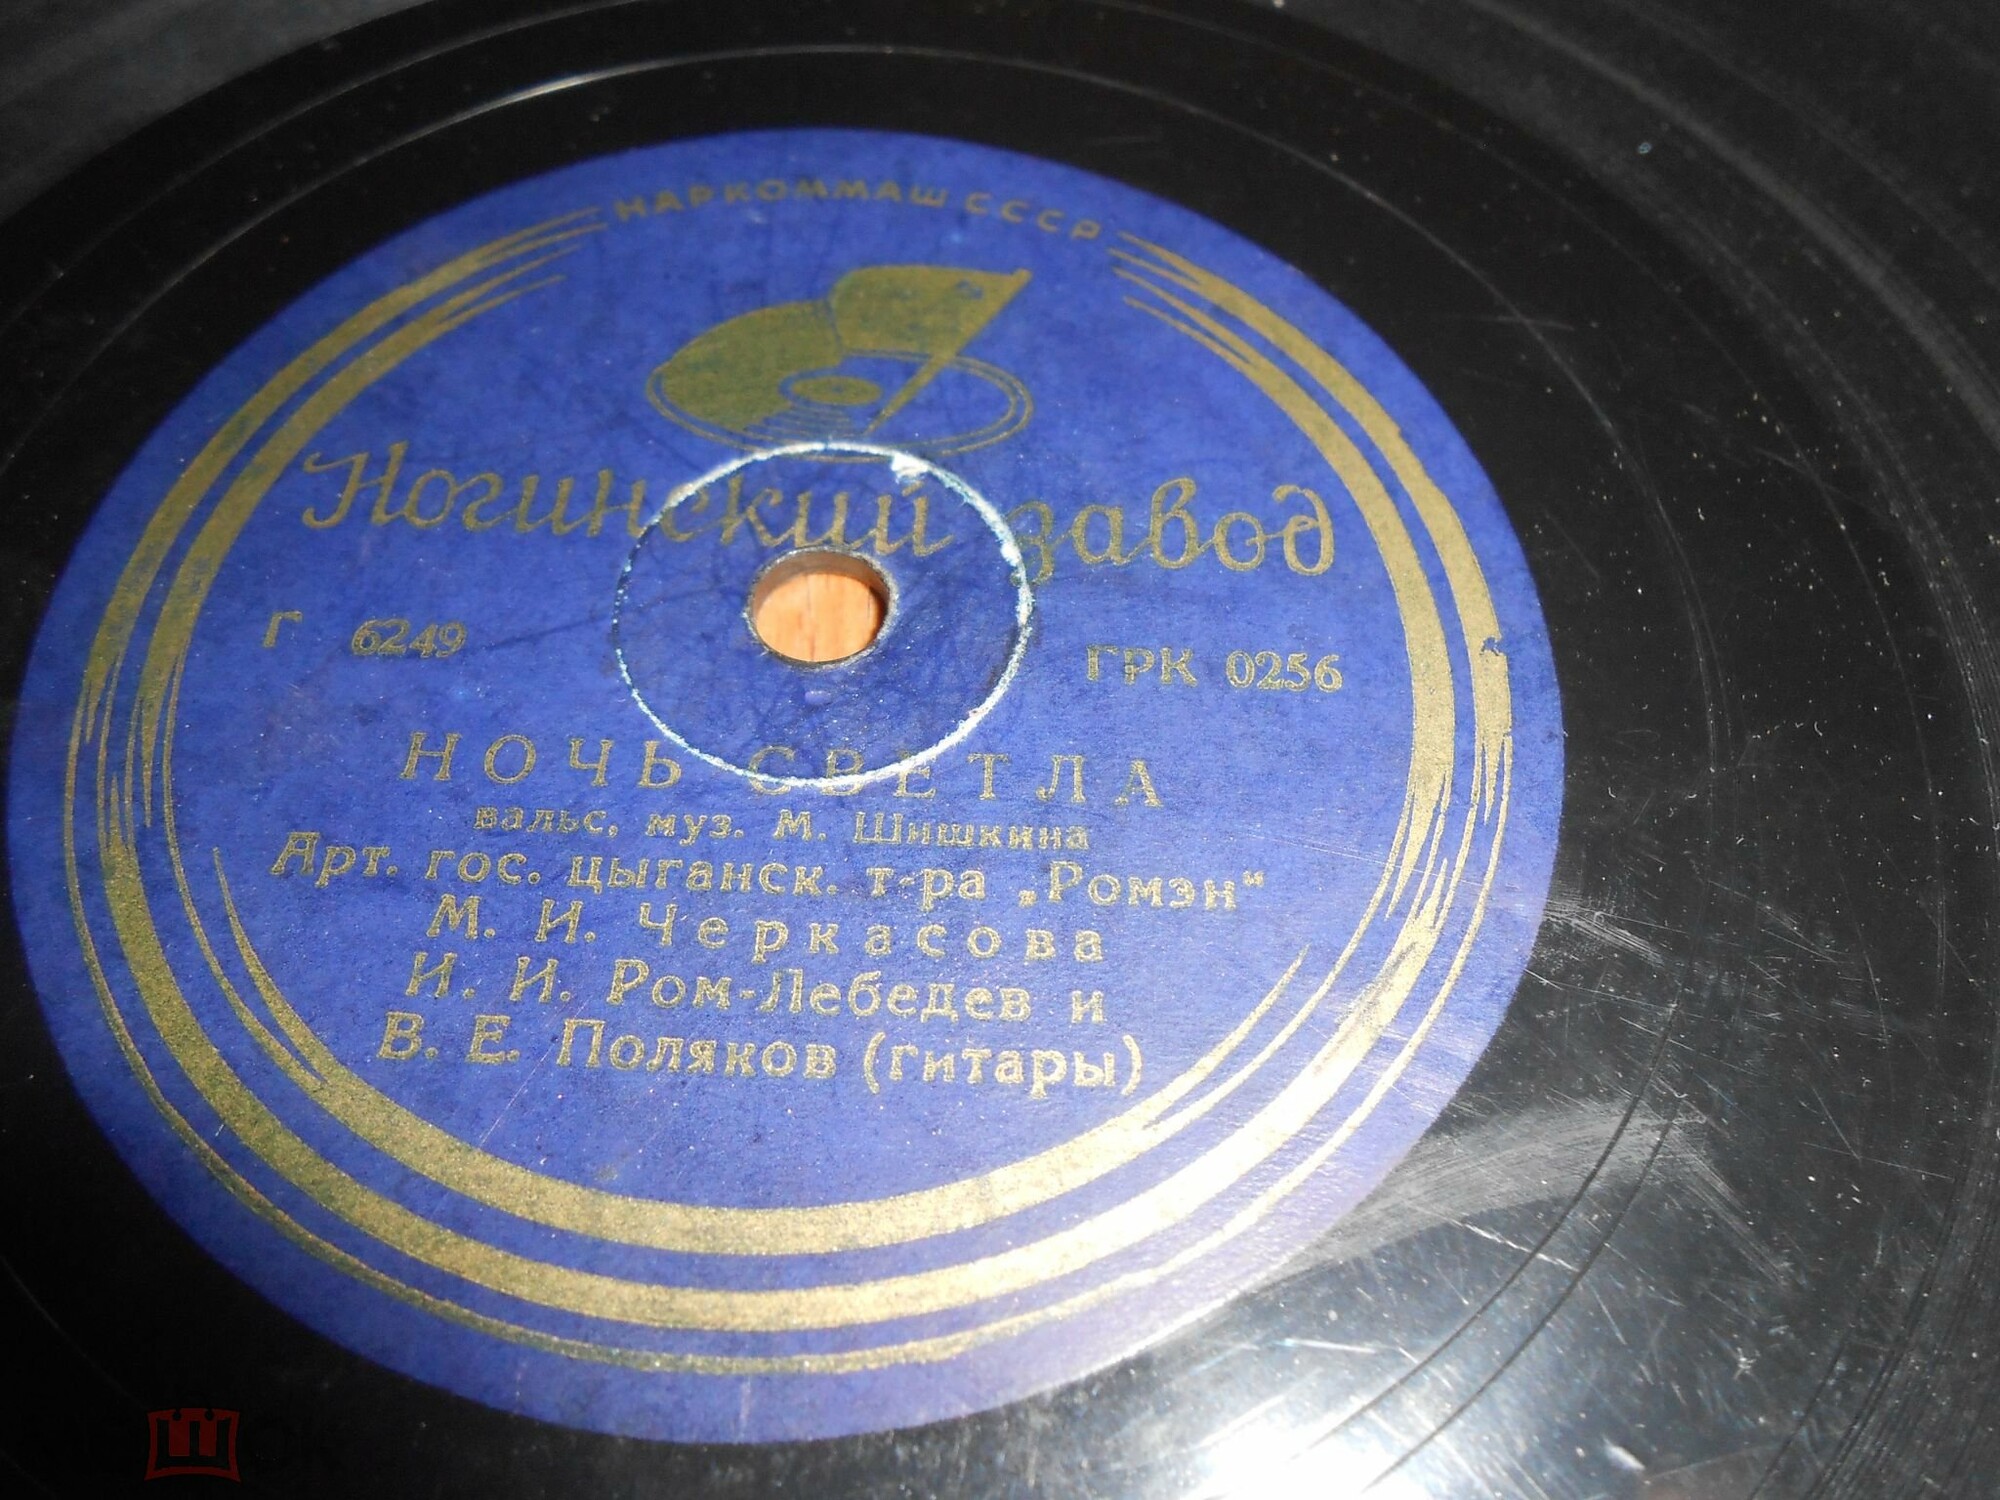 НАРКОММАШ СССР
Ногинский завод
Г 6249 ГРК 0256
НОЧЬ СВЕТЛА
вальс, муз. М. Шишкина
Арт. гос. цыганск. т-ра „Ромэн“
М. И. Черкасова
И. И. Ром-Лебедев и
В. Е. Поляков (гитары)